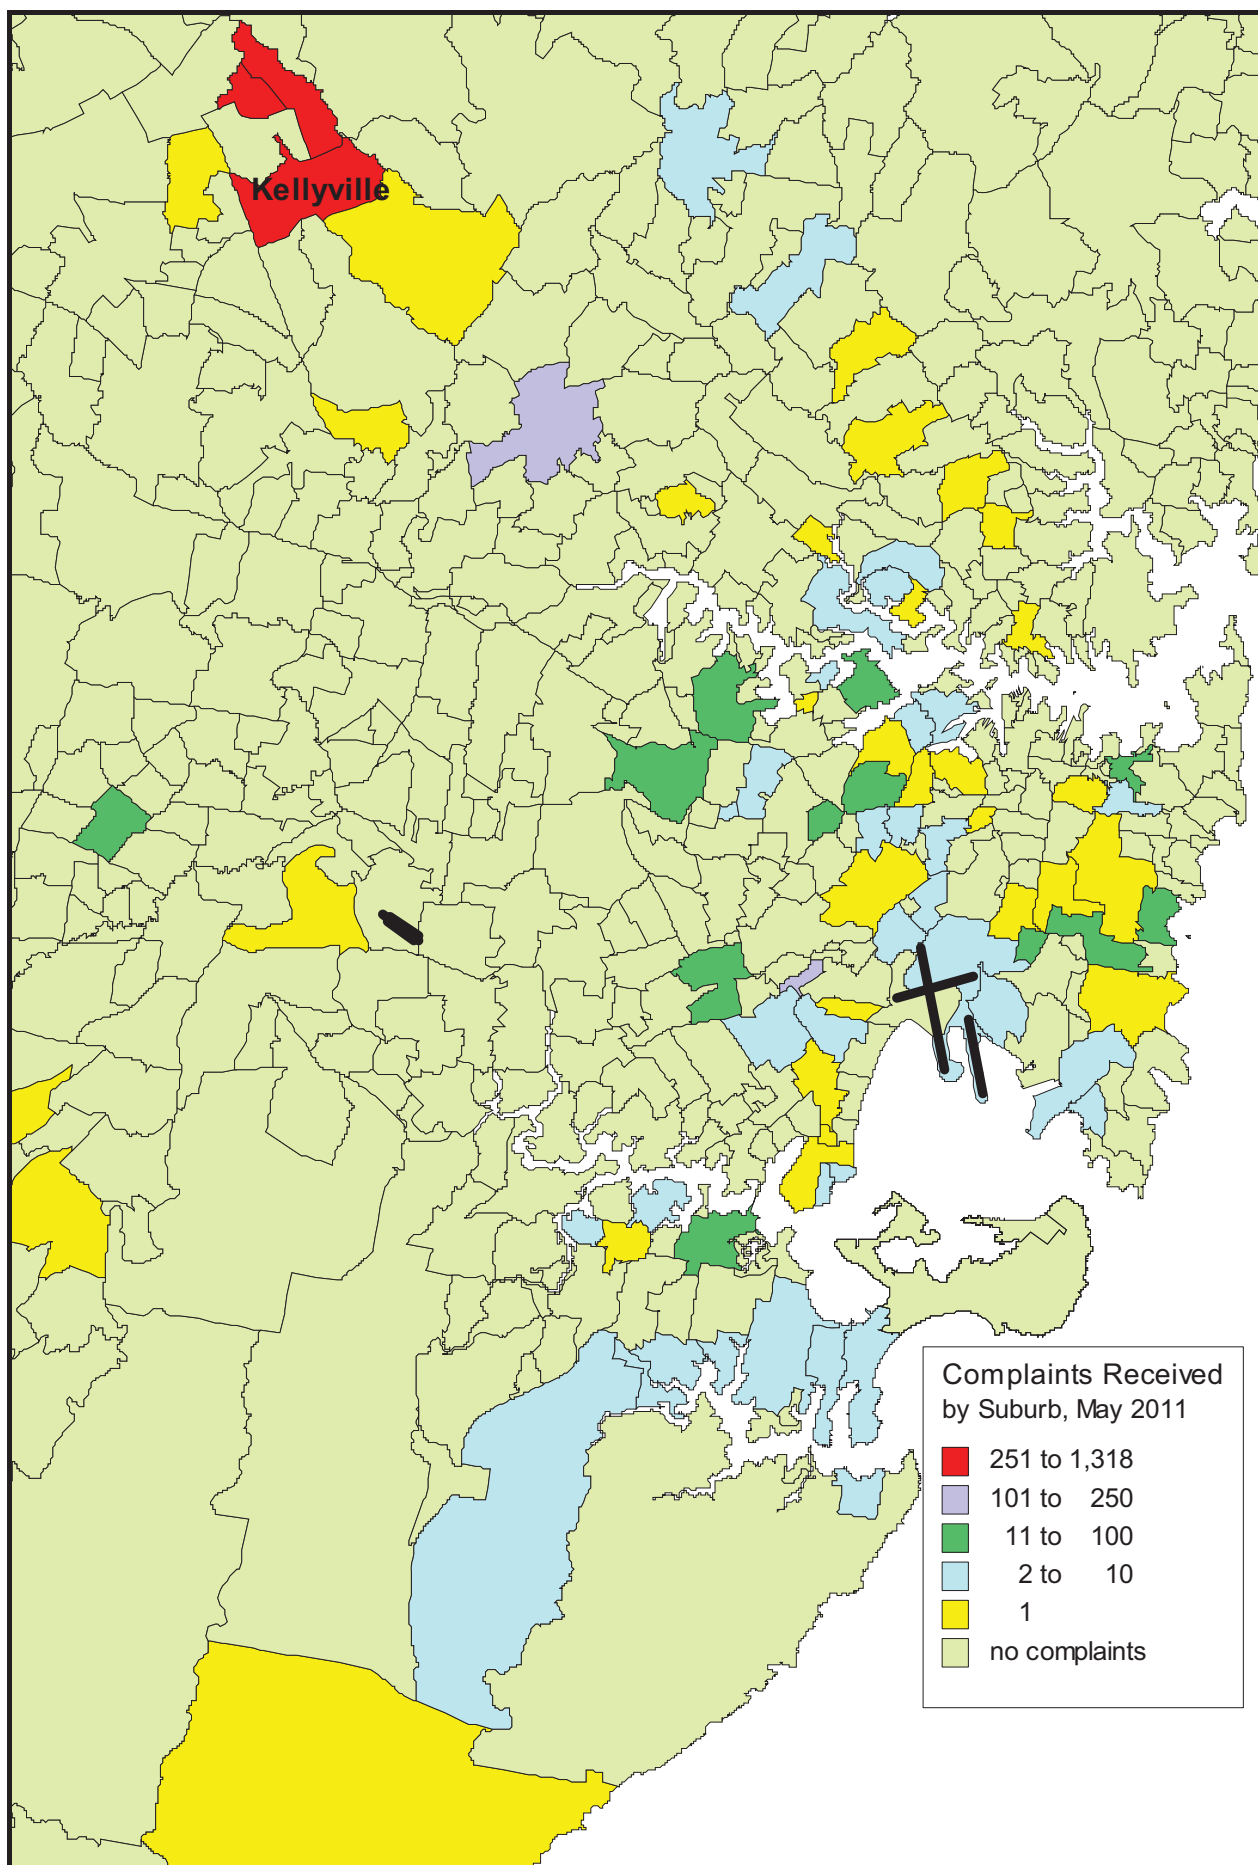 Kellyville
Complaints Received
by Suburb, May 2011
251 to 1,318
101 to 250
11 to 100
2 to 10
1
no complaints